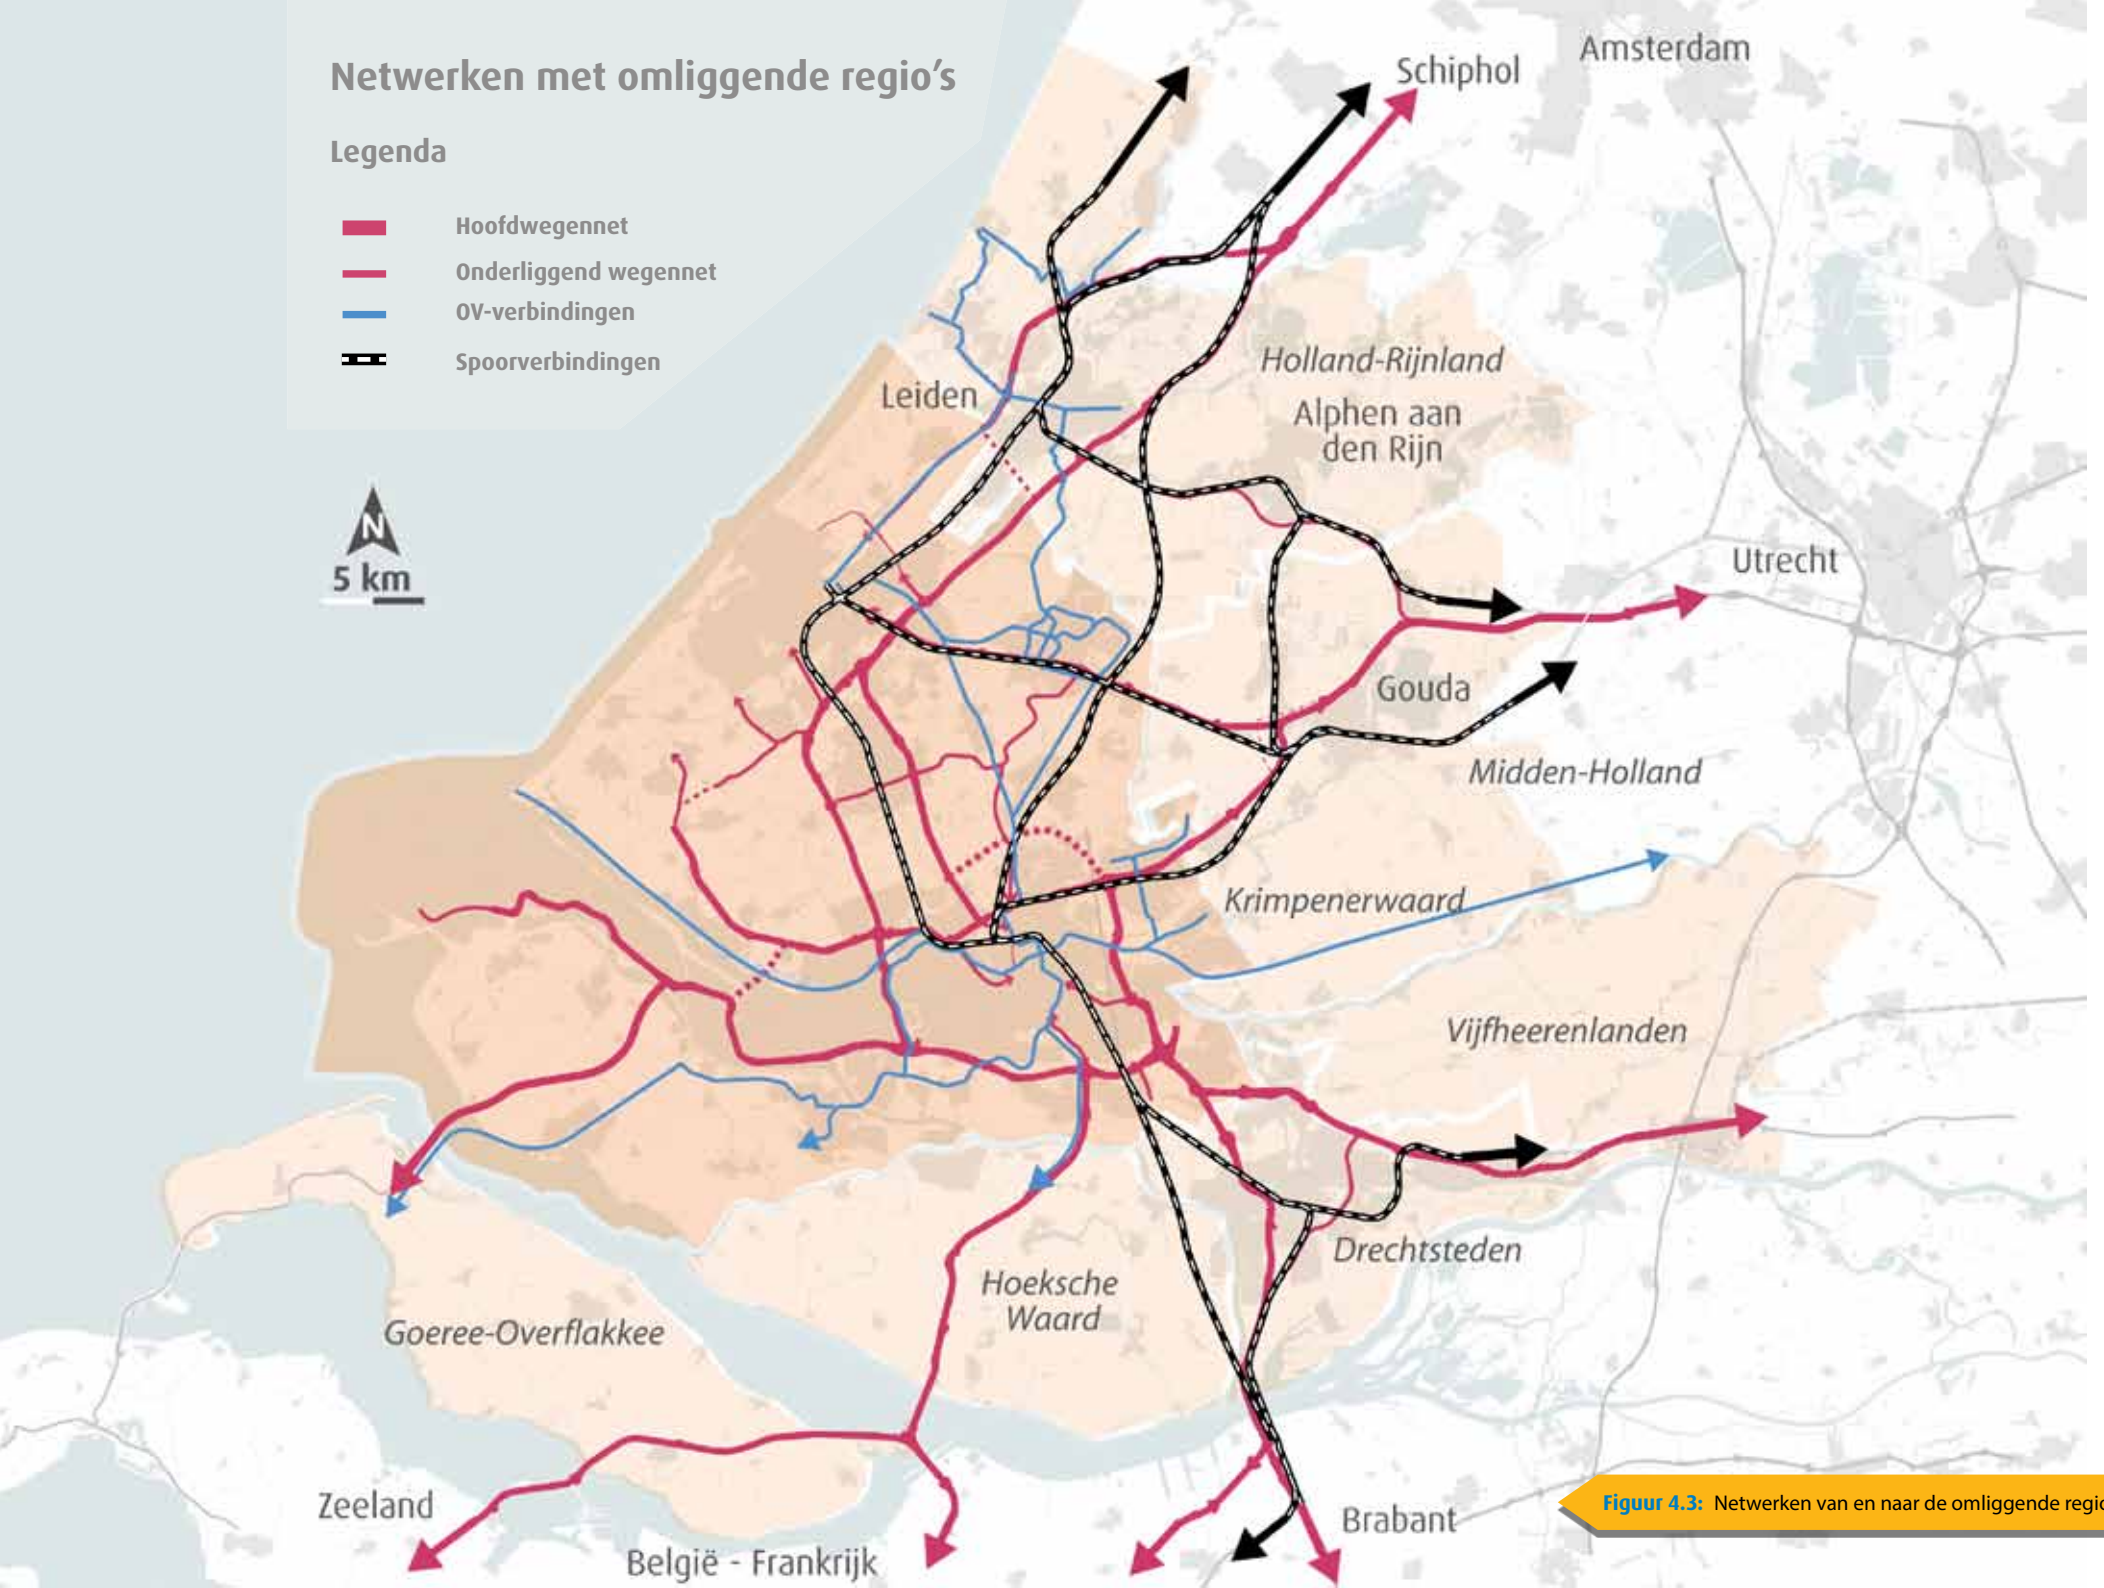 Netwerken met omliggende regio's
Legenda
Hoofdwegennet
Onderliggend wegennet
OV-verbindingen
Spoorverbindingen
N
5 km
Schiphol
Amsterdam
Leiden
Holland-Rijnland
Alphen aan
den Rijn
Utrecht
Gouda
Midden-Holland
Krimpenerwaard
Vijfheerenlanden
Drechtsteden
Hoeksche
Waard
Goeree-Overflakkee
Zeeland
België - Frankrijk
Brabant
Figuur 4.3: Netwerken van en naar de omliggende